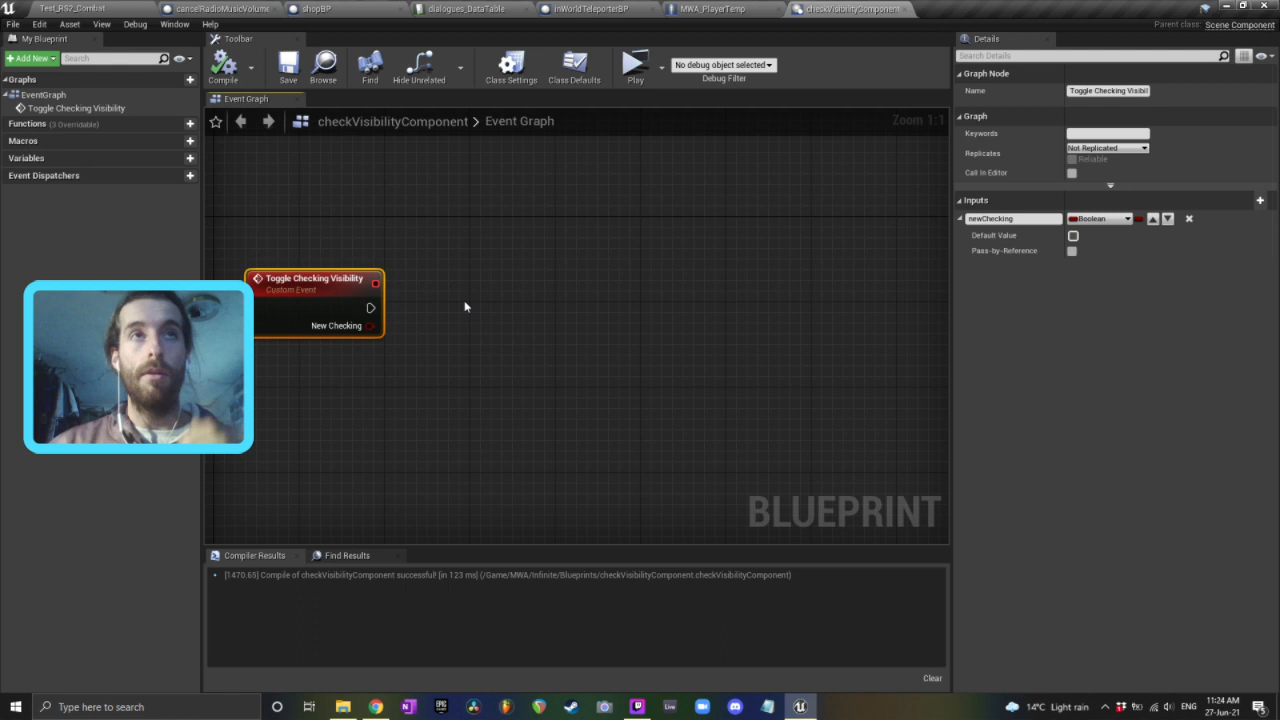 Test_RS2_Combat
cancelRadioMusicVolume
shopBP
dialogues_DataTable
inWorldTeleporterBP
MWA_PlayerTemp
checkVisibilityComponent
File Edit Asset View Debug Window Help
Parent class: Scene Component
My Blueprint
Toolbar
Details
Add New
Search
Compile
Save
Browse
Find
Hide Unrelated
Class Settings
Class Defaults
Play
No debug object selected
Debug Filter
Search Details
Graphs
EventGraph
Toggle Checking Visibility
Functions (3 Overridable)
Macros
Variables
Event Dispatchers
Event Graph
checkVisibilityComponent > Event Graph
Zoom 1:1
Toggle Checking Visibility
Custom Event
New Checking
BLUEPRINT
Graph Node
Name Toggle Checking Visibil
Graph
Keywords
Replicates Not Replicated
Reliable
Call In Editor
Inputs
newChecking Boolean
Default Value
Pass-by-Reference
Compiler Results
Find Results
[1470.65] Compile of checkVisibilityComponent successful! [in 123 ms] (/Game/MWA/Infinite/Blueprints/checkVisibilityComponent.checkVisibilityComponent)
Clear
Type here to search
EPIC
Live
14°C Light rain
ENG
11:24 AM
27-Jun-21